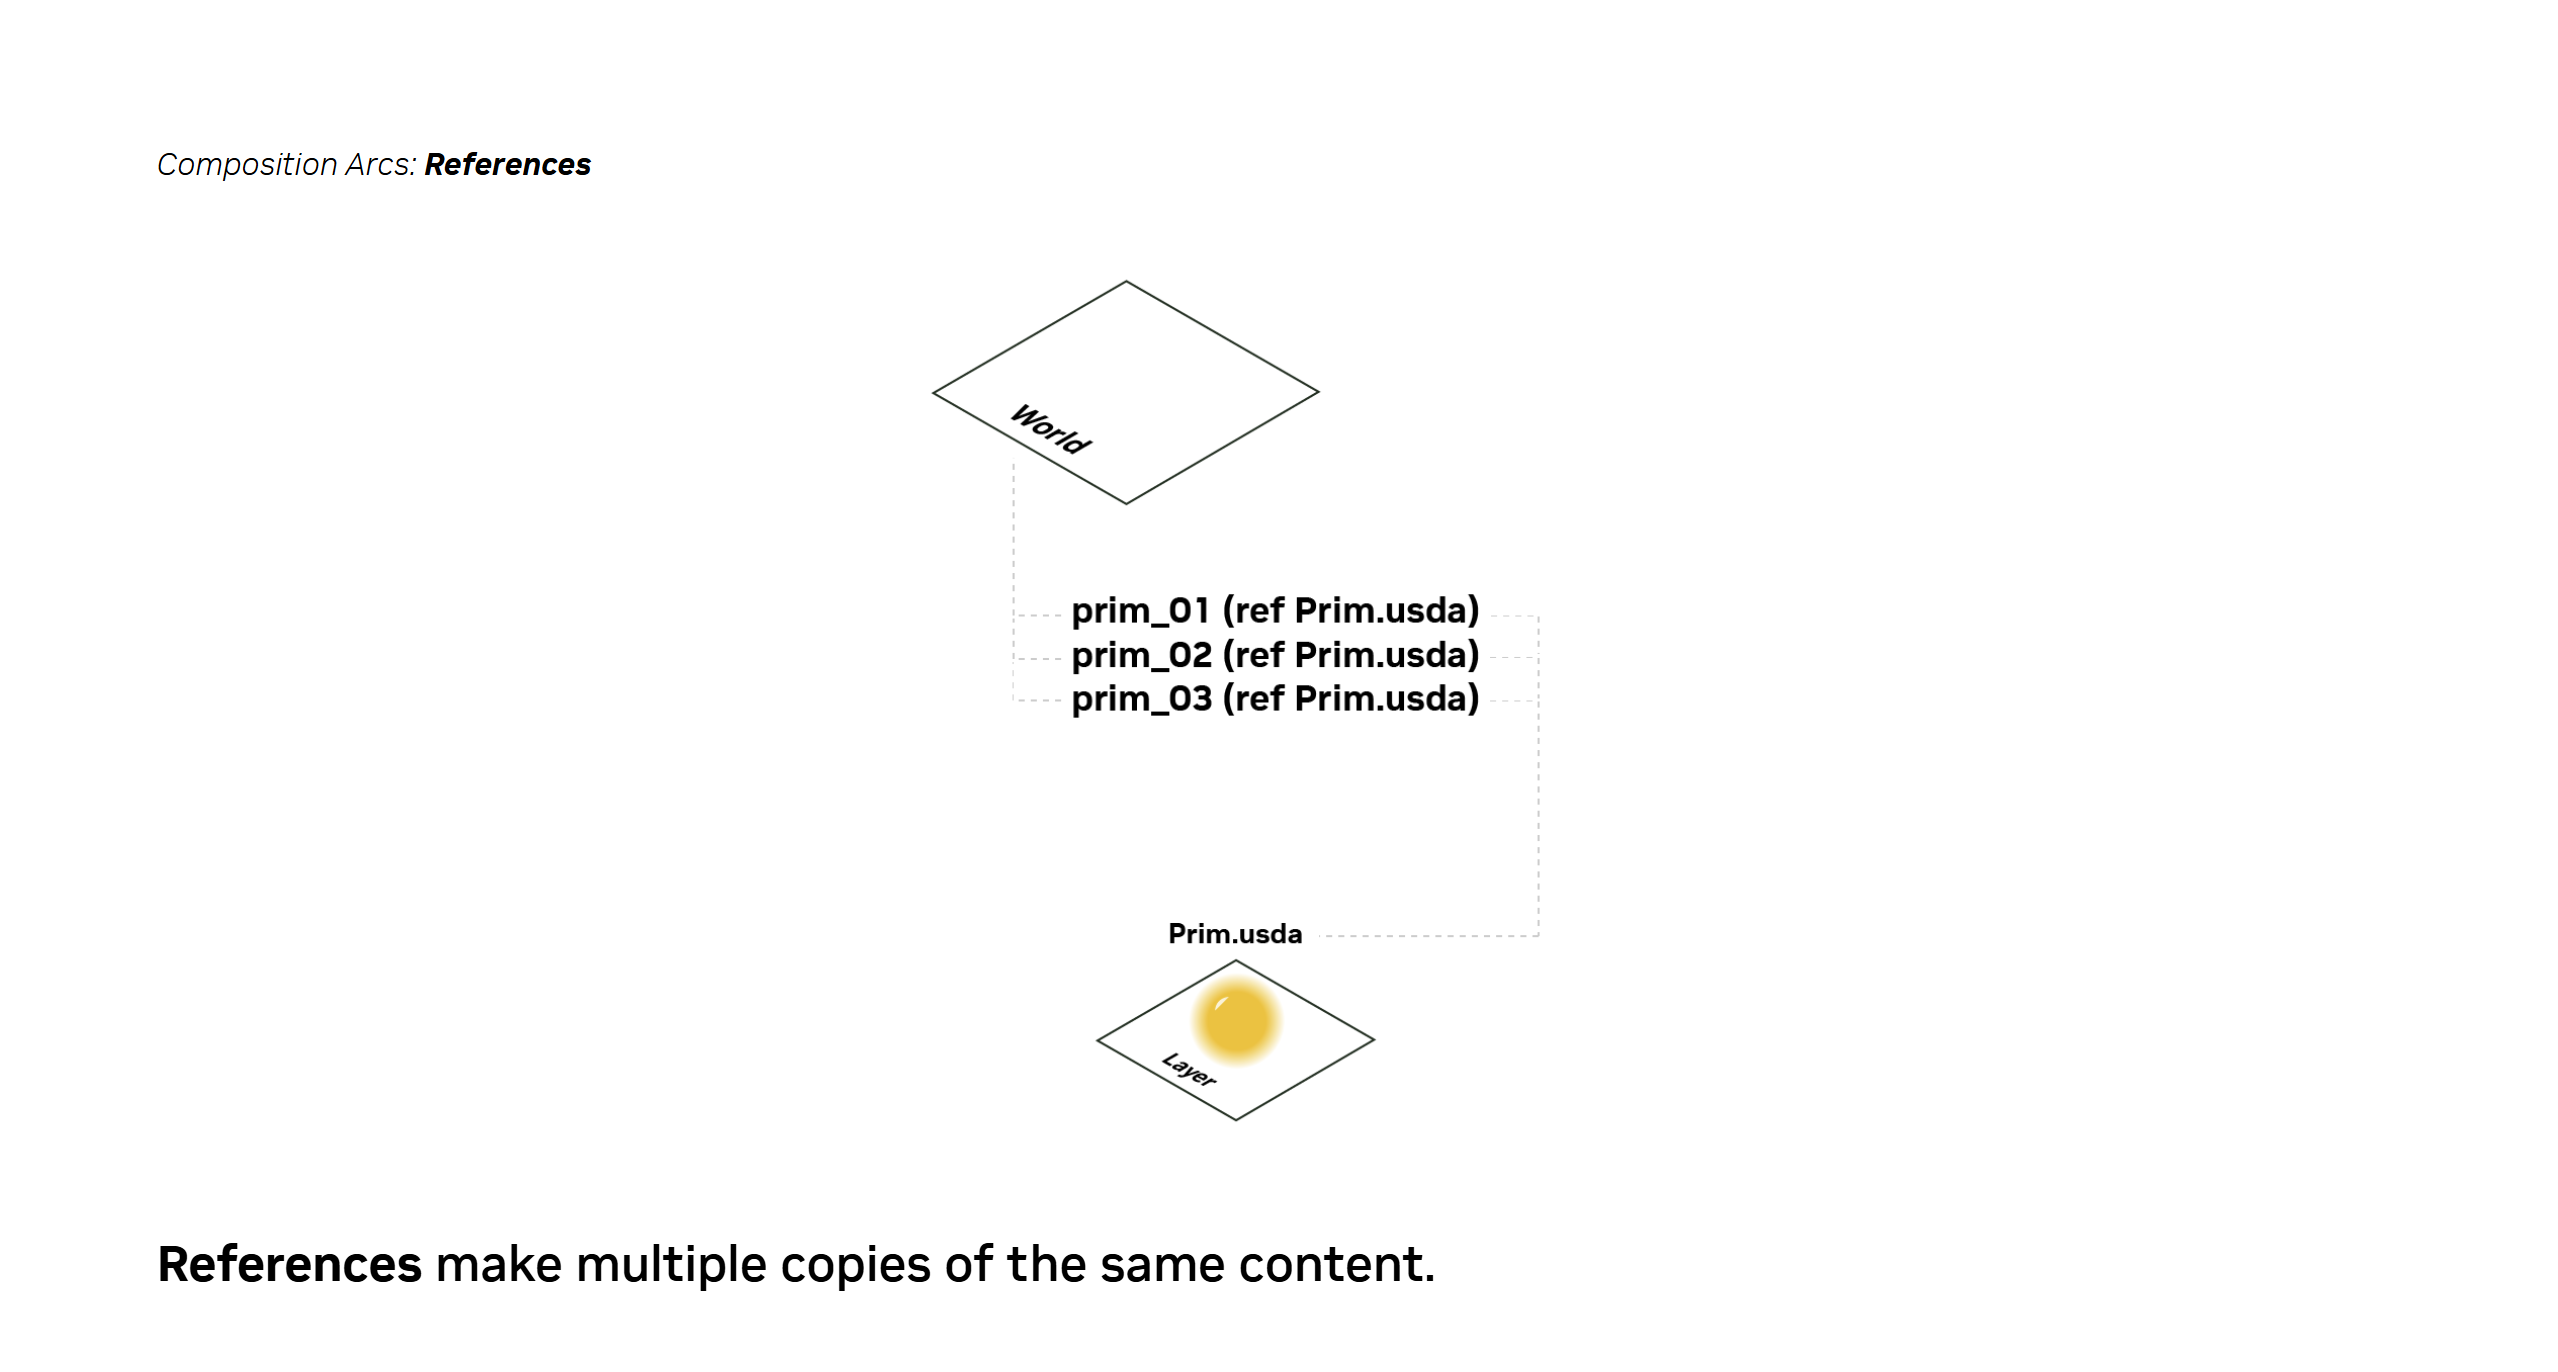 Composition Arcs: References
World
prim_01 (ref Prim.usda)
prim_02 (ref Prim.usda)
prim_03 (ref Prim.usda)
Prim.usda
Layer
References make multiple copies of the same content.